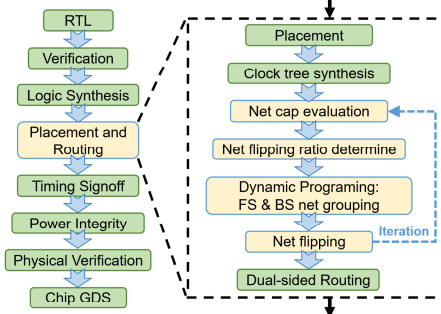 RTL
Verification
Logic Synthesis
Placement and
Routing
Timing Signoff
Power Integrity
Physical Verification
Chip GDS
Placement
Clock tree synthesis
Net cap evaluation
Net flipping ratio determine
Dynamic Programing:
FS & BS net grouping
Iteration
Net flipping
Dual-sided Routing